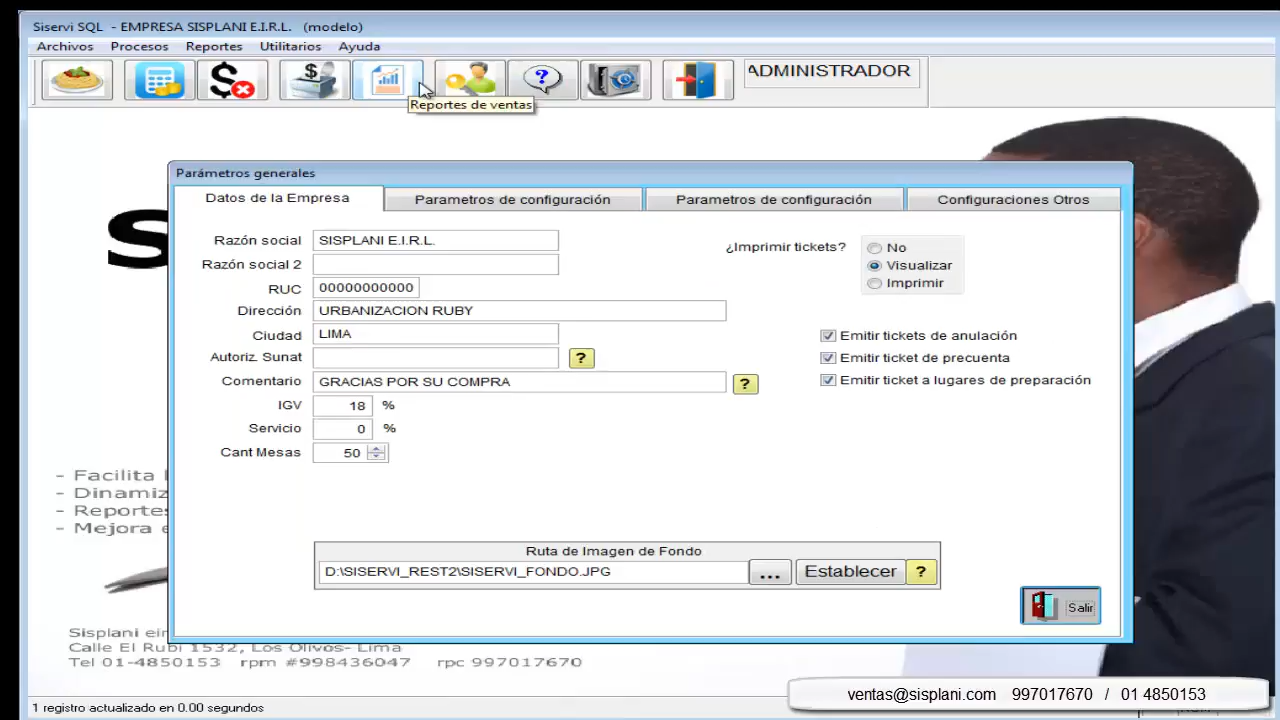 Siservi SQL - EMPRESA SISPLANI E.I.R.L. (modelo)
Archivos Procesos Reportes Utilitarios Ayuda
ADMINISTRADOR
Reportes de ventas
Parámetros generales
Datos de la Empresa Parametros de configuración Parametros de configuración Configuraciones Otros
Razón social SISPLANI E.I.R.L.
Razón social 2
RUC 00000000000
Dirección URBANIZACION RUBY
Ciudad LIMA
Autoriz. Sunat ?
Comentario GRACIAS POR SU COMPRA ?
IGV 18 %
Servicio 0 %
Cant Mesas 50
¿Imprimir tickets?
No
Visualizar
Imprimir
Emitir tickets de anulación
Emitir ticket de precuenta
Emitir ticket a lugares de preparación
Ruta de Imagen de Fondo
D:\SISERVI_REST2\SISERVI_FONDO.JPG ... Establecer ?
Salir
S
- Facilita
- Dinamiz
- Reportes
- Mejora
Sisplani eir
Calle El Rubi 1532, Los Olivos- Lima
Tel 01-4850153 rpm #998436047 rpc 997017670
ventas@sisplani.com 997017670 / 01 4850153
1 registro actualizado en 0.00 segundos